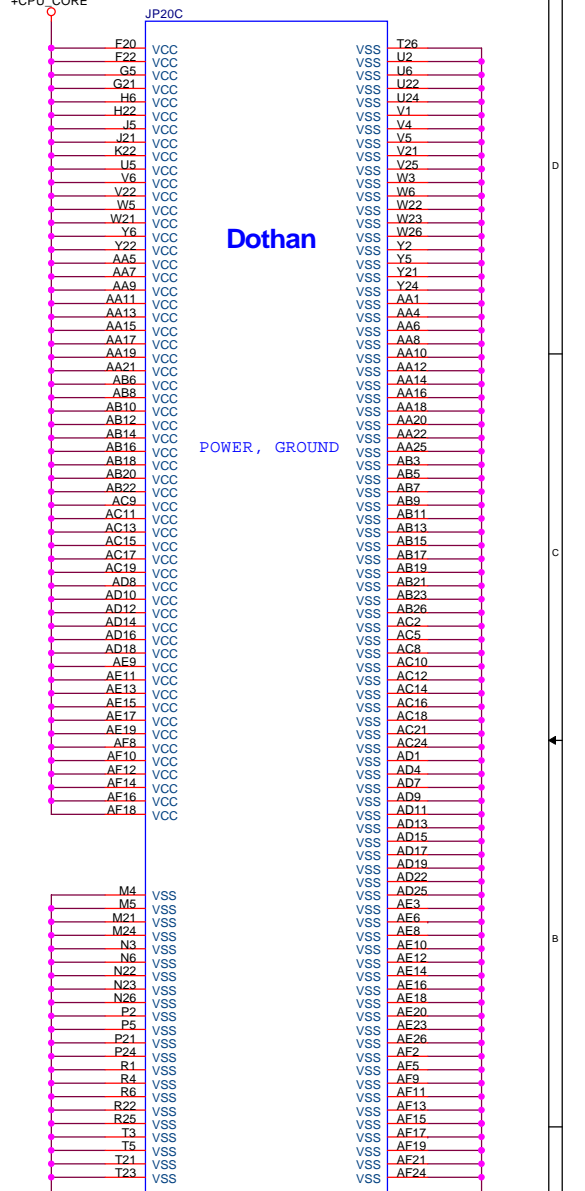 +CPU_CORE
JP20C
F20 VCC VSS T26
F22 VCC VSS U2
G5 VCC VSS U6
G21 VCC VSS U22
H6 VCC VSS U24
H22 VCC VSS V1
J5 VCC VSS V4
J21 VCC VSS V5
K22 VCC VSS V21
U5 VCC VSS V25
V6 VCC VSS W3
V22 VCC VSS W6
W5 VCC VSS W22
W21 VCC VSS W23
Y6 VCC Dothan VSS W26
Y22 VCC VSS Y2
AA5 VCC VSS Y5
AA7 VCC VSS Y21
AA9 VCC VSS Y24
AA11 VCC VSS AA1
AA13 VCC VSS AA4
AA15 VCC VSS AA6
AA17 VCC VSS AA8
AA19 VCC VSS AA10
AA21 VCC VSS AA12
AB6 VCC VSS AA14
AB8 VCC VSS AA16
AB10 VCC VSS AA18
AB12 VCC VSS AA20
AB14 VCC VSS AA22
AB16 VCC POWER, GROUND VSS AA25
AB18 VCC VSS AB3
AB20 VCC VSS AB5
AB22 VCC VSS AB7
AC9 VCC VSS AB9
AC11 VCC VSS AB11
AC13 VCC VSS AB13
AC15 VCC VSS AB15
AC17 VCC VSS AB17
AC19 VCC VSS AB19
AD8 VCC VSS AB21
AD10 VCC VSS AB23
AD12 VCC VSS AB26
AD14 VCC VSS AC2
AD16 VCC VSS AC5
AD18 VCC VSS AC8
AE9 VCC VSS AC10
AE11 VCC VSS AC12
AE13 VCC VSS AC14
AE15 VCC VSS AC16
AE17 VCC VSS AC18
AE19 VCC VSS AC21
AF8 VCC VSS AC24
AF10 VCC VSS AD1
AF12 VCC VSS AD4
AF14 VCC VSS AD7
AF16 VCC VSS AD9
AF18 VCC VSS AD11
VSS AD13
VSS AD15
VSS AD17
VSS AD19
VSS AD22
M4 VSS VSS AD25
M5 VSS VSS AE3
M21 VSS VSS AE6
M24 VSS VSS AE8
N3 VSS VSS AE10
N6 VSS VSS AE12
N22 VSS VSS AE14
N23 VSS VSS AE16
N26 VSS VSS AE18
P2 VSS VSS AE20
P5 VSS VSS AE23
P21 VSS VSS AE26
P24 VSS VSS AF2
R1 VSS VSS AF5
R4 VSS VSS AF9
R6 VSS VSS AF11
R22 VSS VSS AF13
R25 VSS VSS AF15
T3 VSS VSS AF17
T5 VSS VSS AF19
T21 VSS VSS AF21
T23 VSS VSS AF24
D
C
B